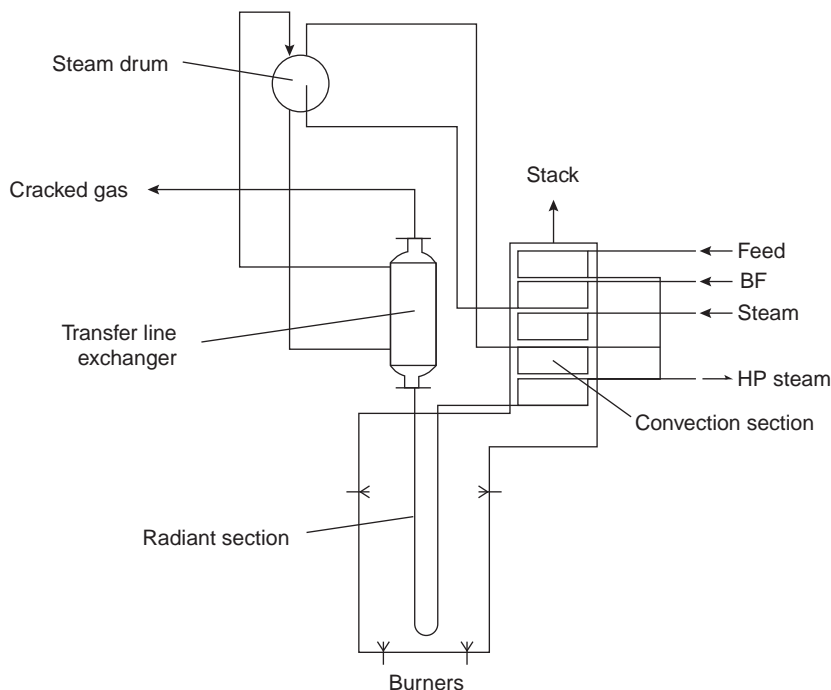 Steam drum
Cracked gas
Stack
Feed
BF
Steam
Transfer line
exchanger
HP steam
Convection section
Radiant section
Burners